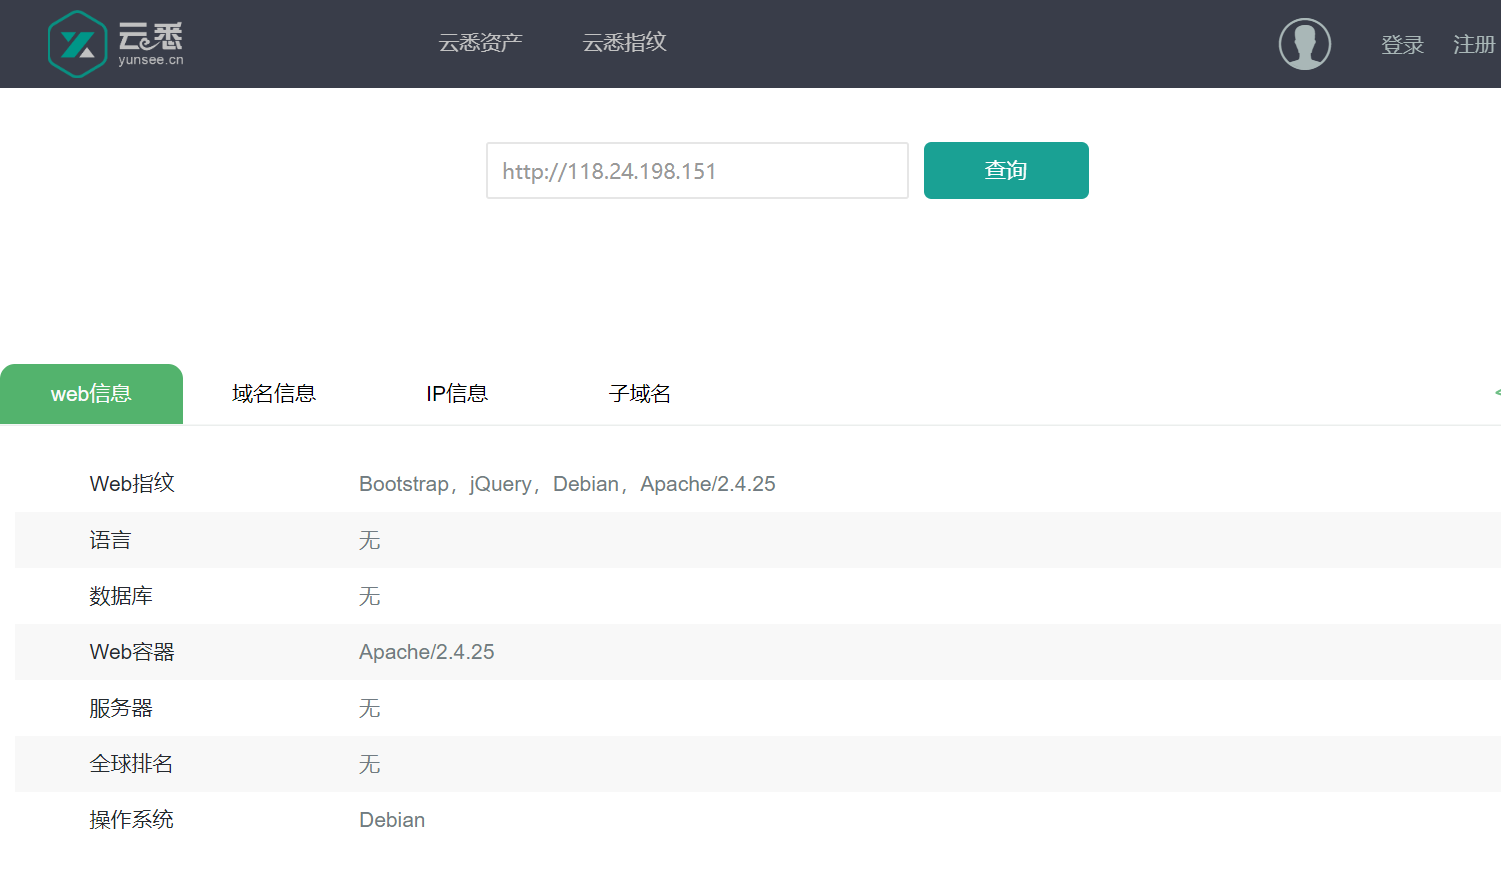 云悉
yunsee.cn
云悉资产 云悉指纹
登录 注册
http://118.24.198.151 查询
web信息 域名信息 IP信息 子域名
Web指纹 Bootstrap，jQuery，Debian，Apache/2.4.25
语言 无
数据库 无
Web容器 Apache/2.4.25
服务器 无
全球排名 无
操作系统 Debian